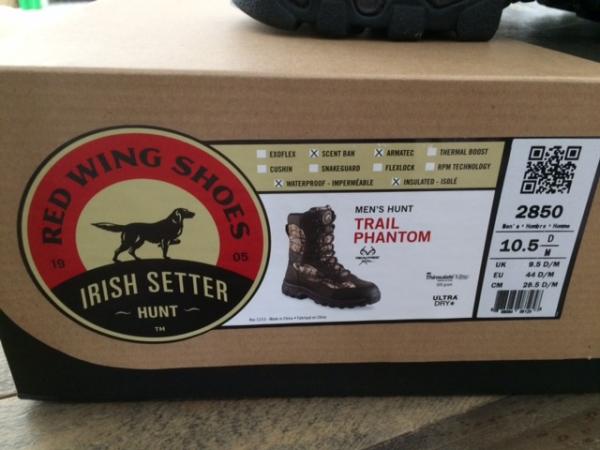 RED WING SHOES
19 05
IRISH SETTER
~ HUNT ~
TM
EXOFLEX X SCENT BAN X ARMATEC THERMAL BOOST
CUSHIN SNAKEGUARD FLEXLOCK RPM TECHNOLOGY
X WATERPROOF - IMPERMÉABLE X INSULATED - ISOLÉ
MEN'S HUNT
TRAIL
PHANTOM
REALTREE
ULTRA
DRY
2850
10.5 D
M
UK 9.5 D/M
EU 44 D/M
CM 28.5 D/M